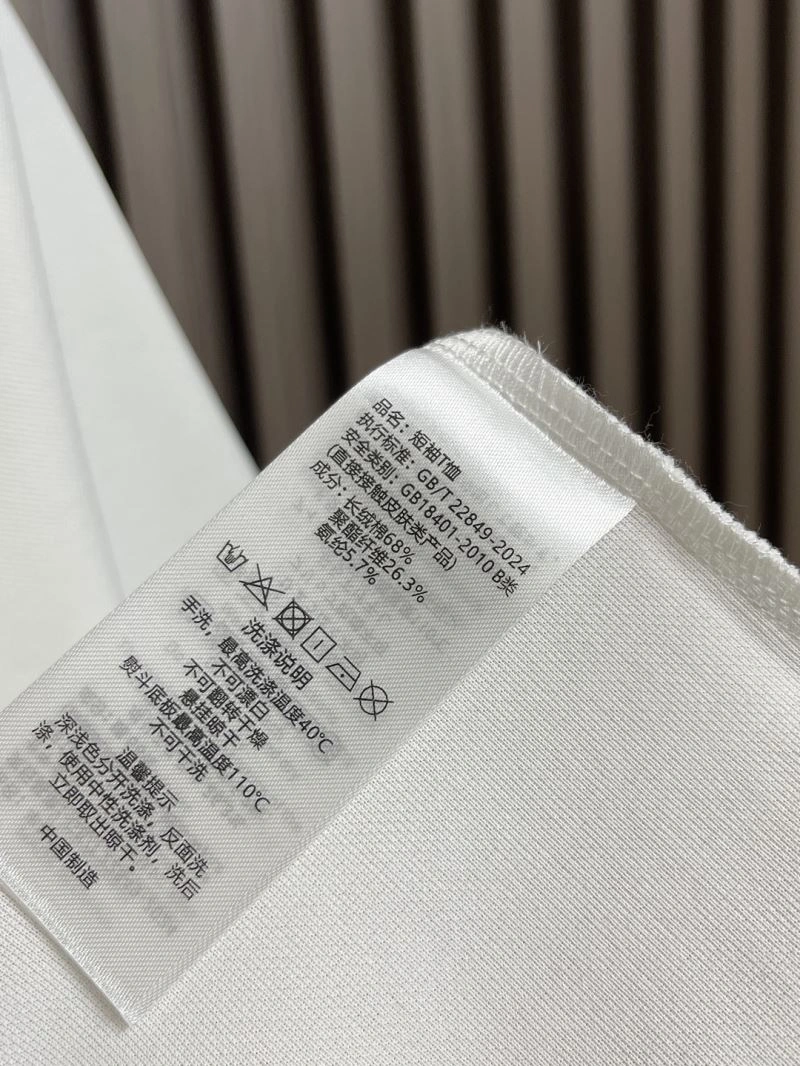 品名：短袖T恤
执行标准：GB/T 22849-2024
安全类别：GB18401-2010 B类
(直接接触皮肤类产品)
成分：长绒棉68%
聚酯纤维26.3%
氨纶5.7%
洗涤说明
手洗，最高洗涤温度40℃
不可漂白
不可翻转干燥
悬挂晾干
熨斗底板最高温度110℃
不可干洗
温馨提示
深浅色分开洗涤，反面洗
涤，使用中性洗涤剂，洗后
立即取出晾干。
中国制造